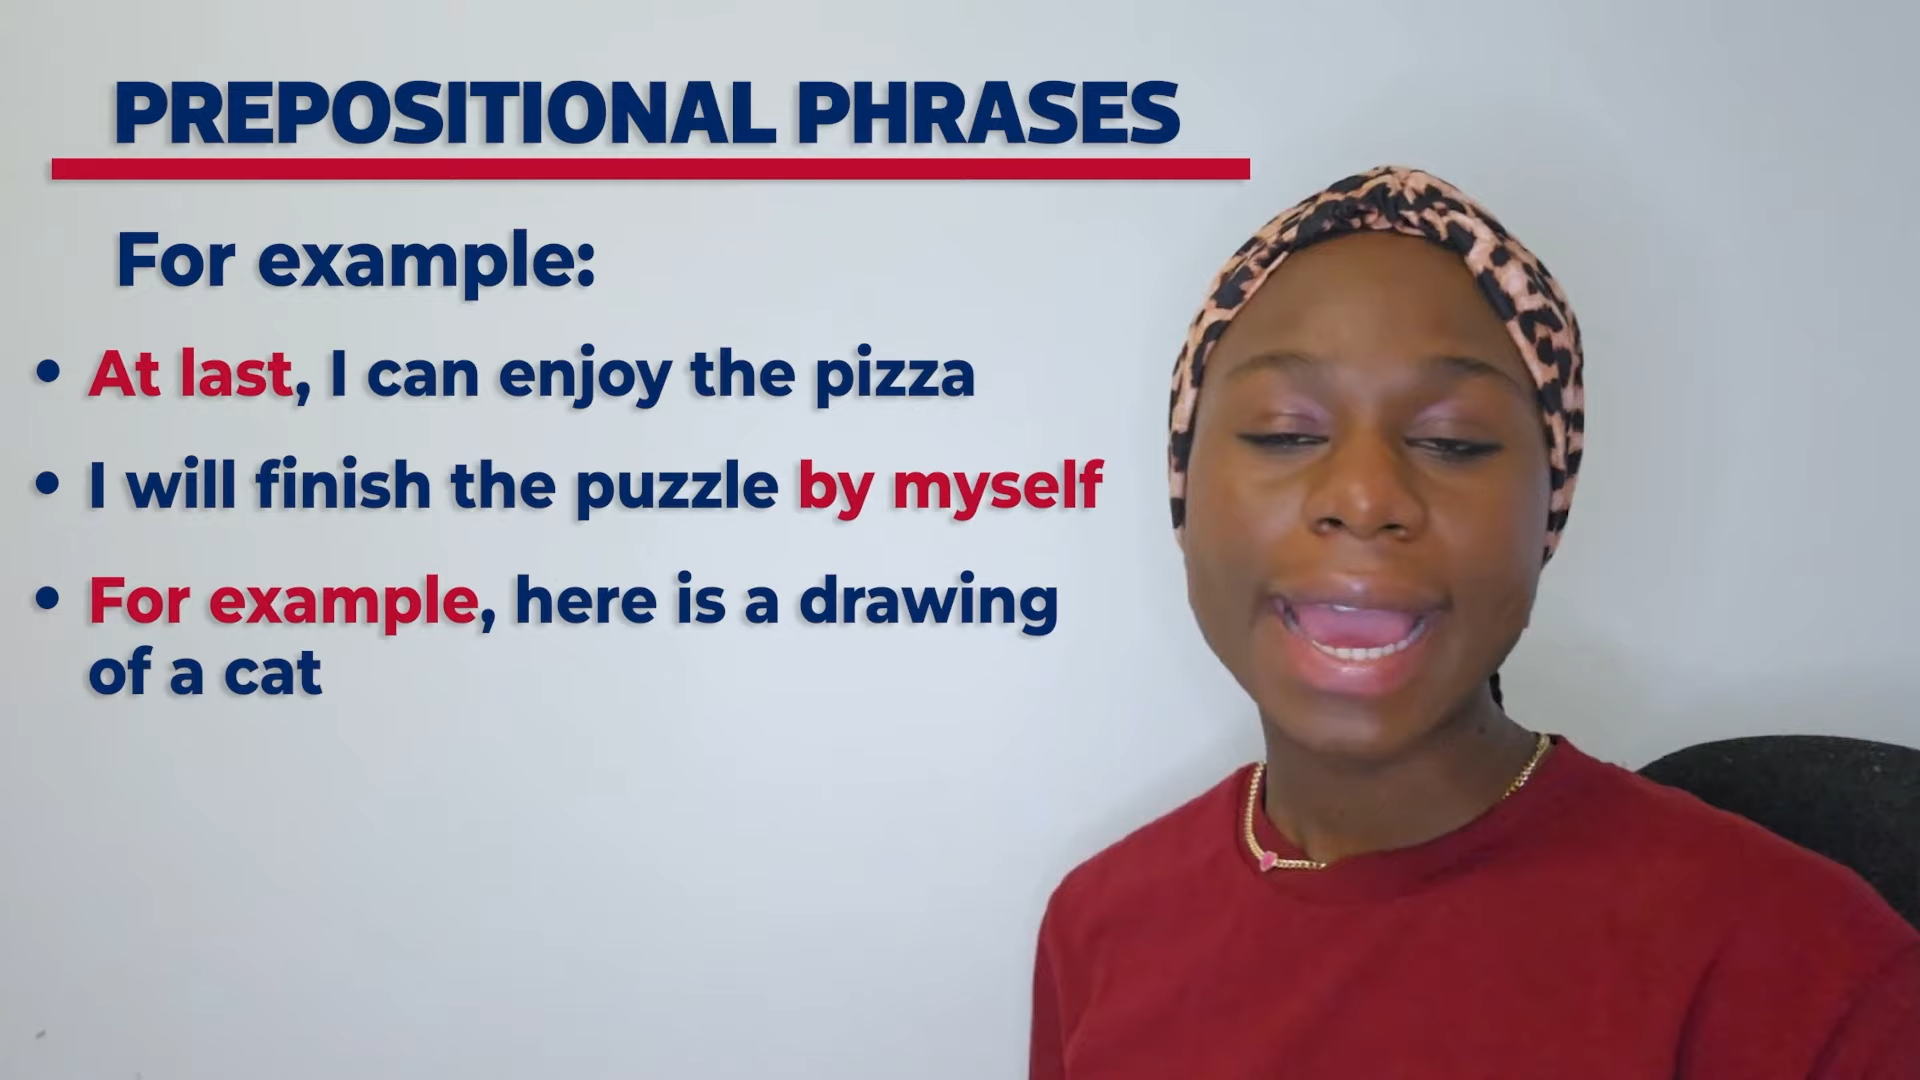 PREPOSITIONAL PHRASES
For example:
• At last, I can enjoy the pizza
• I will finish the puzzle by myself
• For example, here is a drawing
of a cat